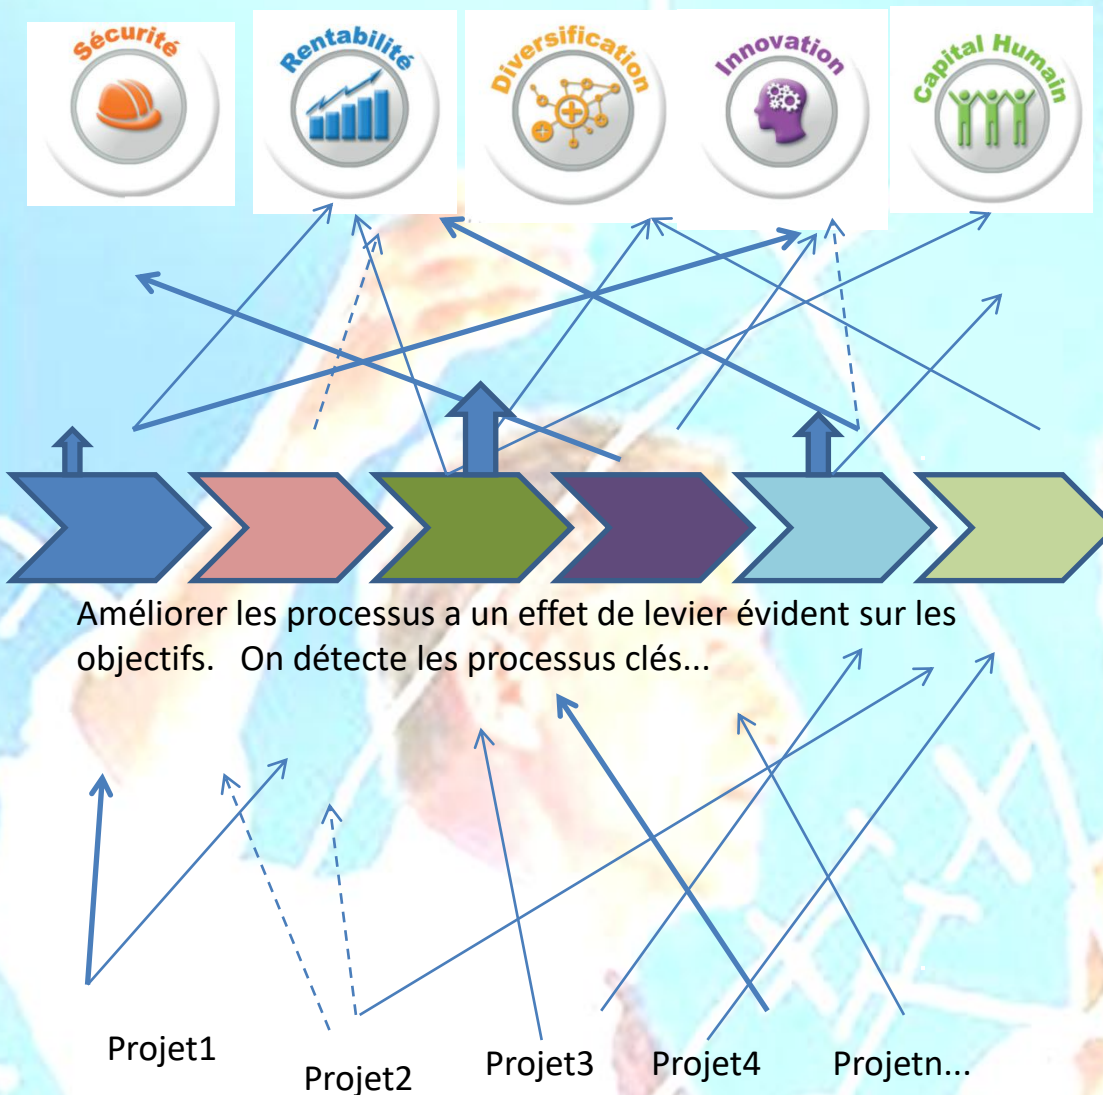 Sécurité
Rentabilité
Diversification
Innovation
Capital Humain
Améliorer les processus a un effet de levier évident sur les
objectifs. On détecte les processus clés...
Projet1
Projet2
Projet3
Projet4
Projetn...